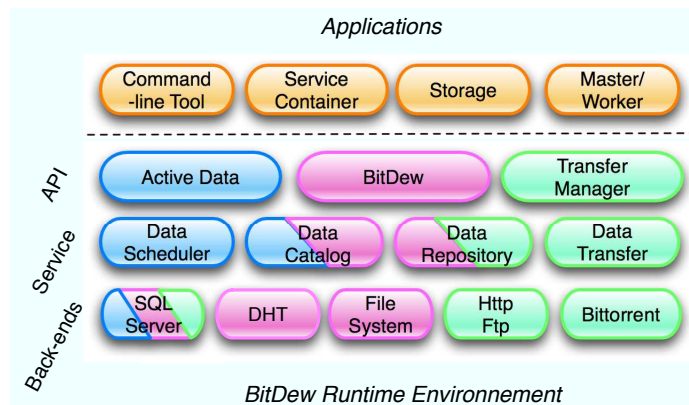 Applications
Command
-line Tool
Service
Container
Storage
Master/
Worker
API
Active Data
BitDew
Transfer
Manager
Service
Data
Scheduler
Data
Catalog
Data
Repository
Data
Transfer
Back-ends
SQL
Server
DHT
File
System
Http
Ftp
Bittorrent
BitDew Runtime Environnement